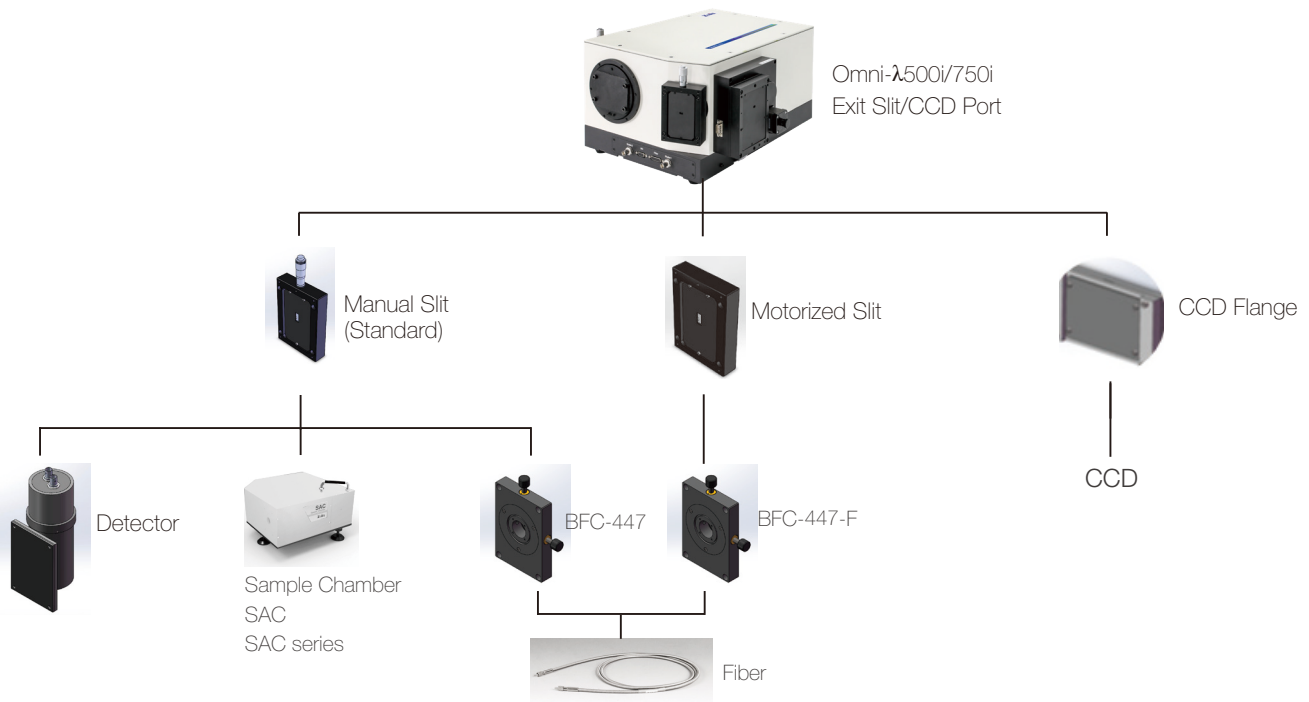 Omni-λ500i/750i
Exit Slit/CCD Port
Manual Slit
(Standard)
Motorized Slit
CCD Flange
Detector
Sample Chamber
SAC
SAC series
BFC-447
BFC-447-F
CCD
Fiber
SAC